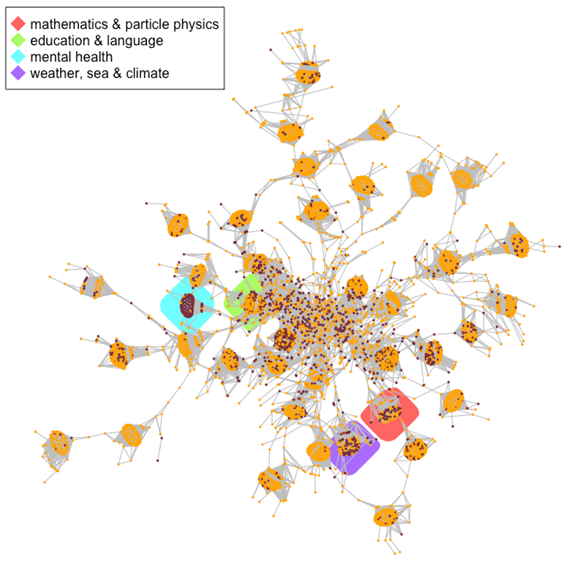 mathematics & particle physics
education & language
mental health
weather, sea & climate